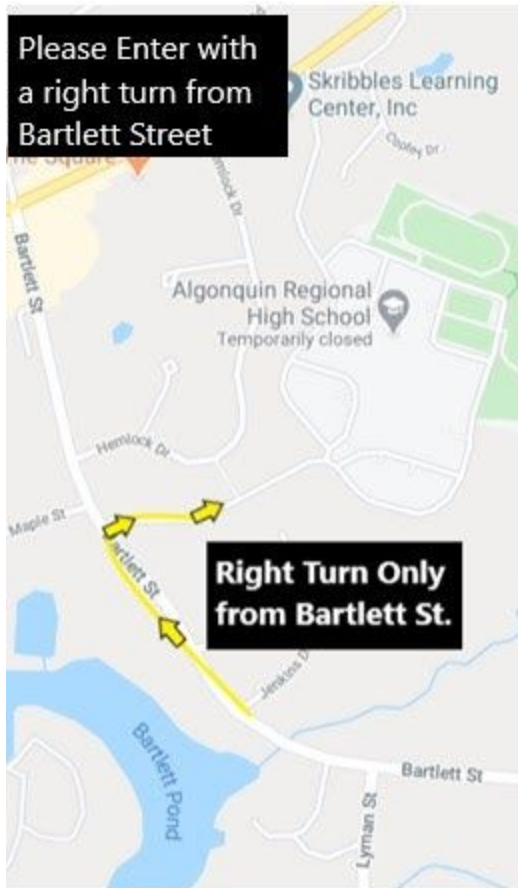 Please Enter with
a right turn from
Bartlett Street
Skribbles Learning
Center, Inc
Copley Dr
Square
Hemlock Dr
Bartlett St
Algonquin Regional
High School
Temporarily closed
Hemlock Dr
Maple St
Bartlett St
Right Turn Only
from Bartlett St.
Jenkins D
Bartlett
Pond
Bartlett St
Lyman St